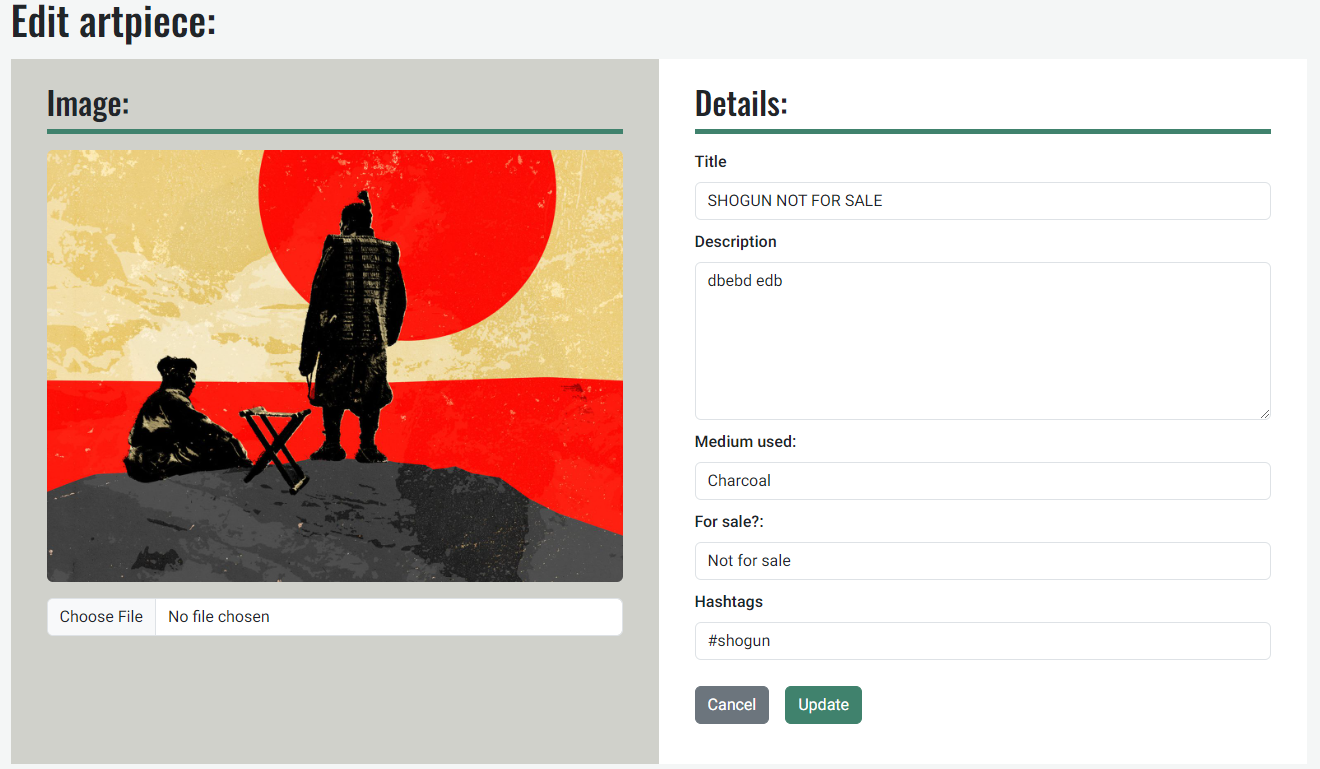 Edit artpiece:
Image:
Choose File No file chosen
Details:
Title
SHOGUN NOT FOR SALE
Description
dbebd edb
Medium used:
Charcoal
For sale?:
Not for sale
Hashtags
#shogun
Cancel Update